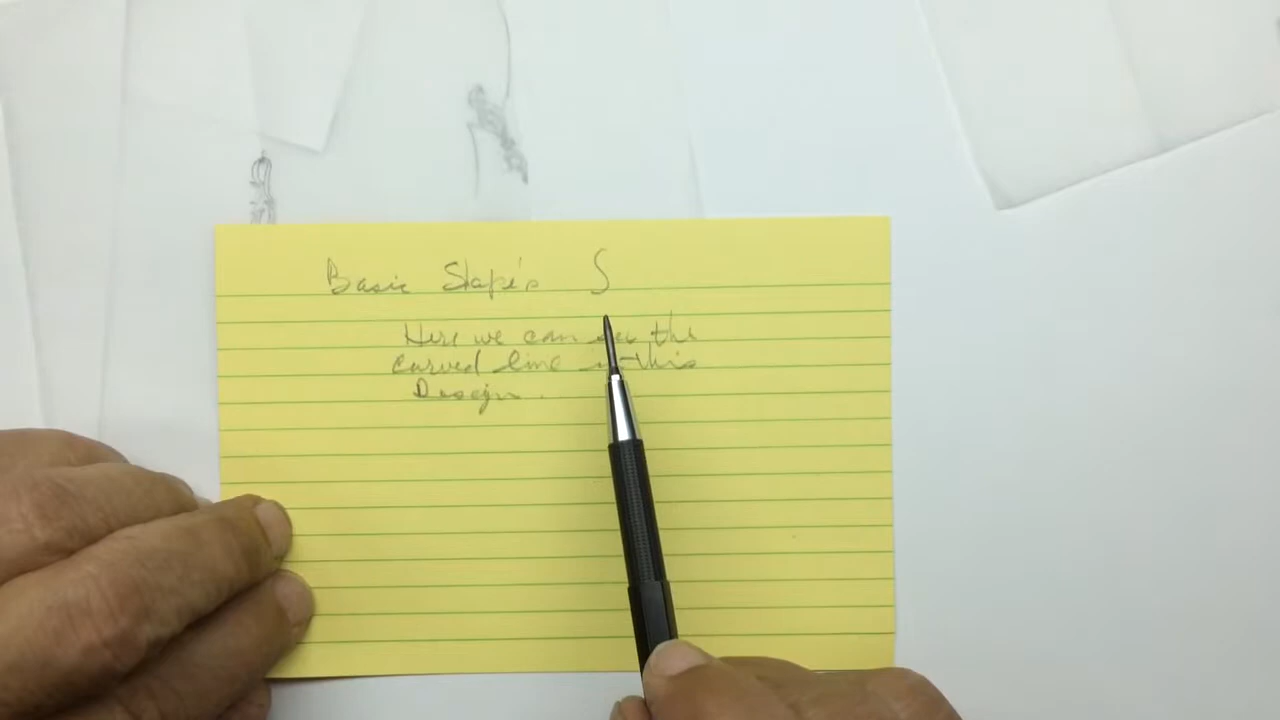 Basic Shape's S
Here we can see the
curved line in this
Design.